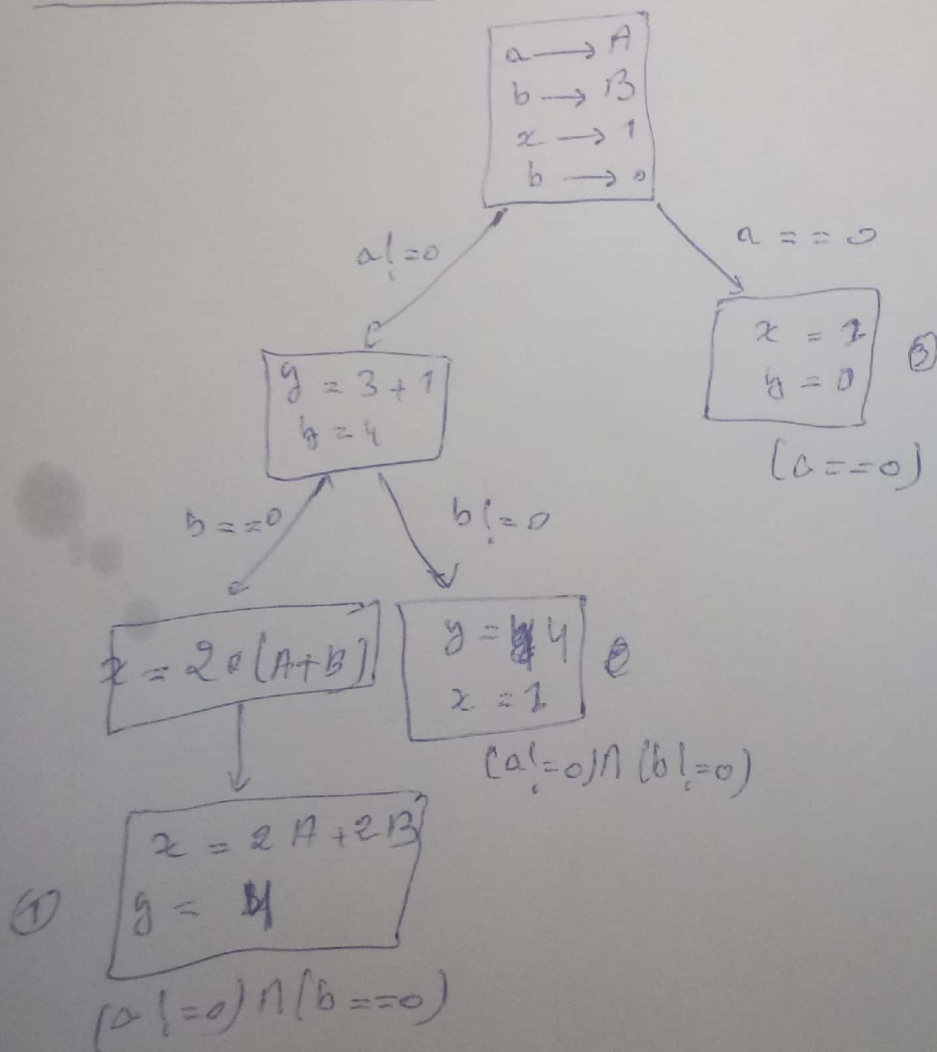 a → A
b → B
x → 1
b → 0
a!=0
a==0
y = 3+1
b = 4
x = 1
y = 0
3
(a==0)
b==0
b!=0
x = 2*(A+B)
y = 4
x = 1
2
(a!=0)∩(b!=0)
x = 2A+2B
y = 4
1
(a!=0)∩(b==0)